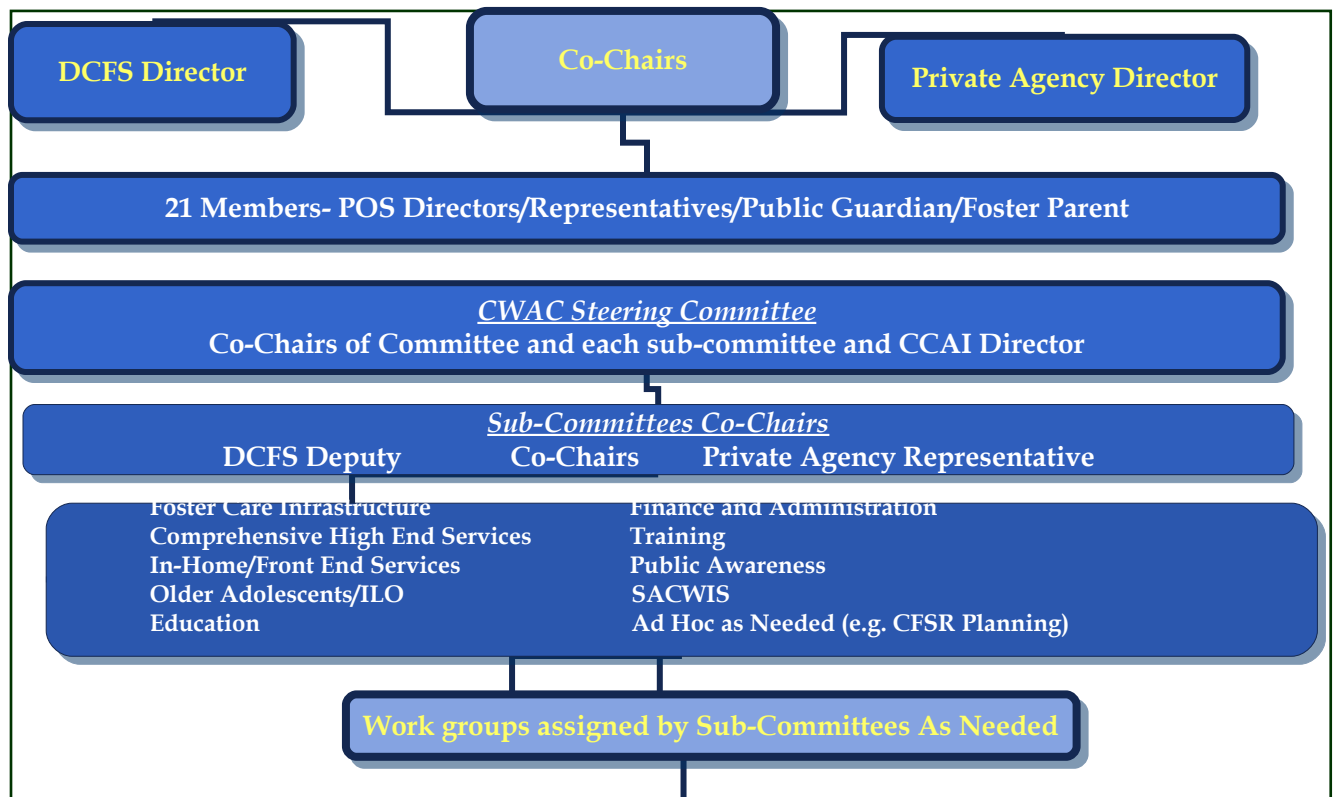 DCFS Director
Co-Chairs
Private Agency Director
21 Members- POS Directors/Representatives/Public Guardian/Foster Parent
CWAC Steering Committee
Co-Chairs of Committee and each sub-committee and CCAI Director
Sub-Committees Co-Chairs
DCFS Deputy Co-Chairs Private Agency Representative
Foster Care Infrastructure
Comprehensive High End Services
In-Home/Front End Services
Older Adolescents/ILO
Education
Finance and Administration
Training
Public Awareness
SACWIS
Ad Hoc as Needed (e.g. CFSR Planning)
Work groups assigned by Sub-Committees As Needed